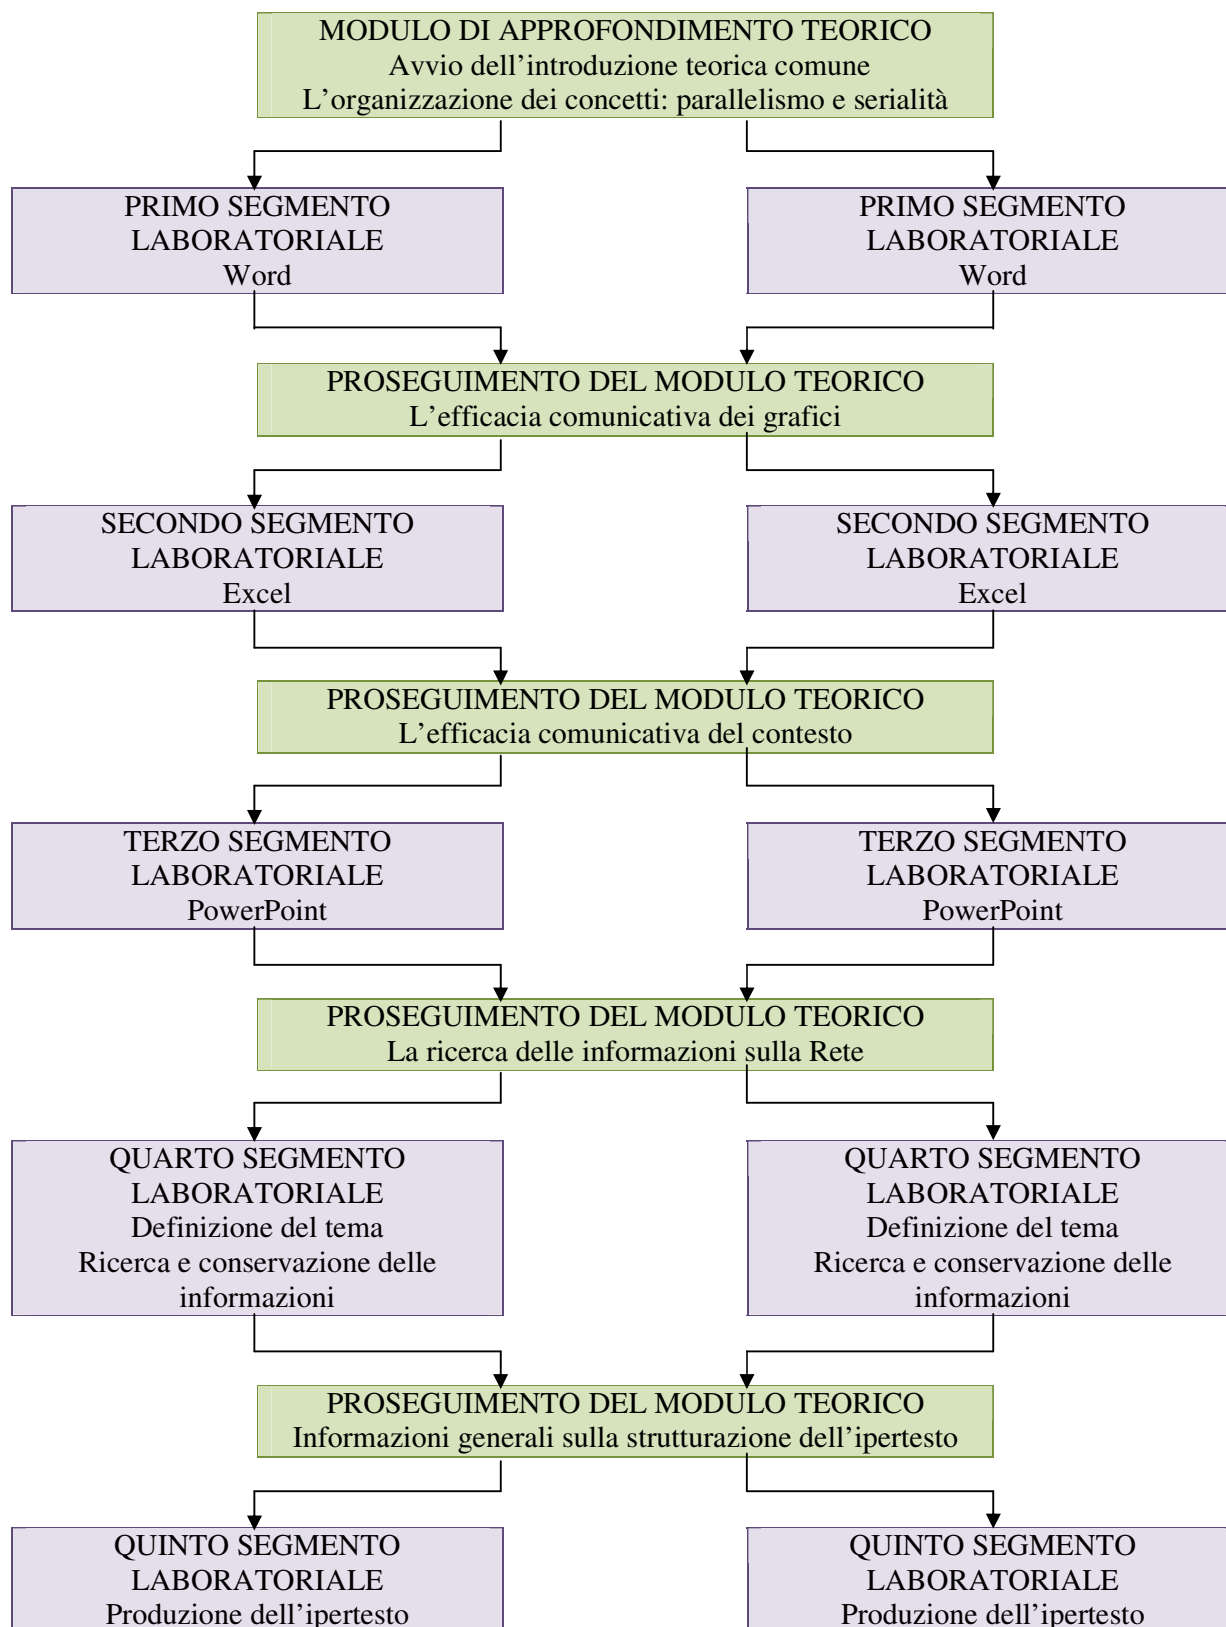 MODULO DI APPROFONDIMENTO TEORICO
Avvio dell’introduzione teorica comune
L’organizzazione dei concetti: parallelismo e serialità
PRIMO SEGMENTO
LABORATORIALE
Word
PRIMO SEGMENTO
LABORATORIALE
Word
PROSEGUIMENTO DEL MODULO TEORICO
L’efficacia comunicativa dei grafici
SECONDO SEGMENTO
LABORATORIALE
Excel
SECONDO SEGMENTO
LABORATORIALE
Excel
PROSEGUIMENTO DEL MODULO TEORICO
L’efficacia comunicativa del contesto
TERZO SEGMENTO
LABORATORIALE
PowerPoint
TERZO SEGMENTO
LABORATORIALE
PowerPoint
PROSEGUIMENTO DEL MODULO TEORICO
La ricerca delle informazioni sulla Rete
QUARTO SEGMENTO
LABORATORIALE
Definizione del tema
Ricerca e conservazione delle
informazioni
QUARTO SEGMENTO
LABORATORIALE
Definizione del tema
Ricerca e conservazione delle
informazioni
PROSEGUIMENTO DEL MODULO TEORICO
Informazioni generali sulla strutturazione dell’ipertesto
QUINTO SEGMENTO
LABORATORIALE
Produzione dell’ipertesto
QUINTO SEGMENTO
LABORATORIALE
Produzione dell’ipertesto